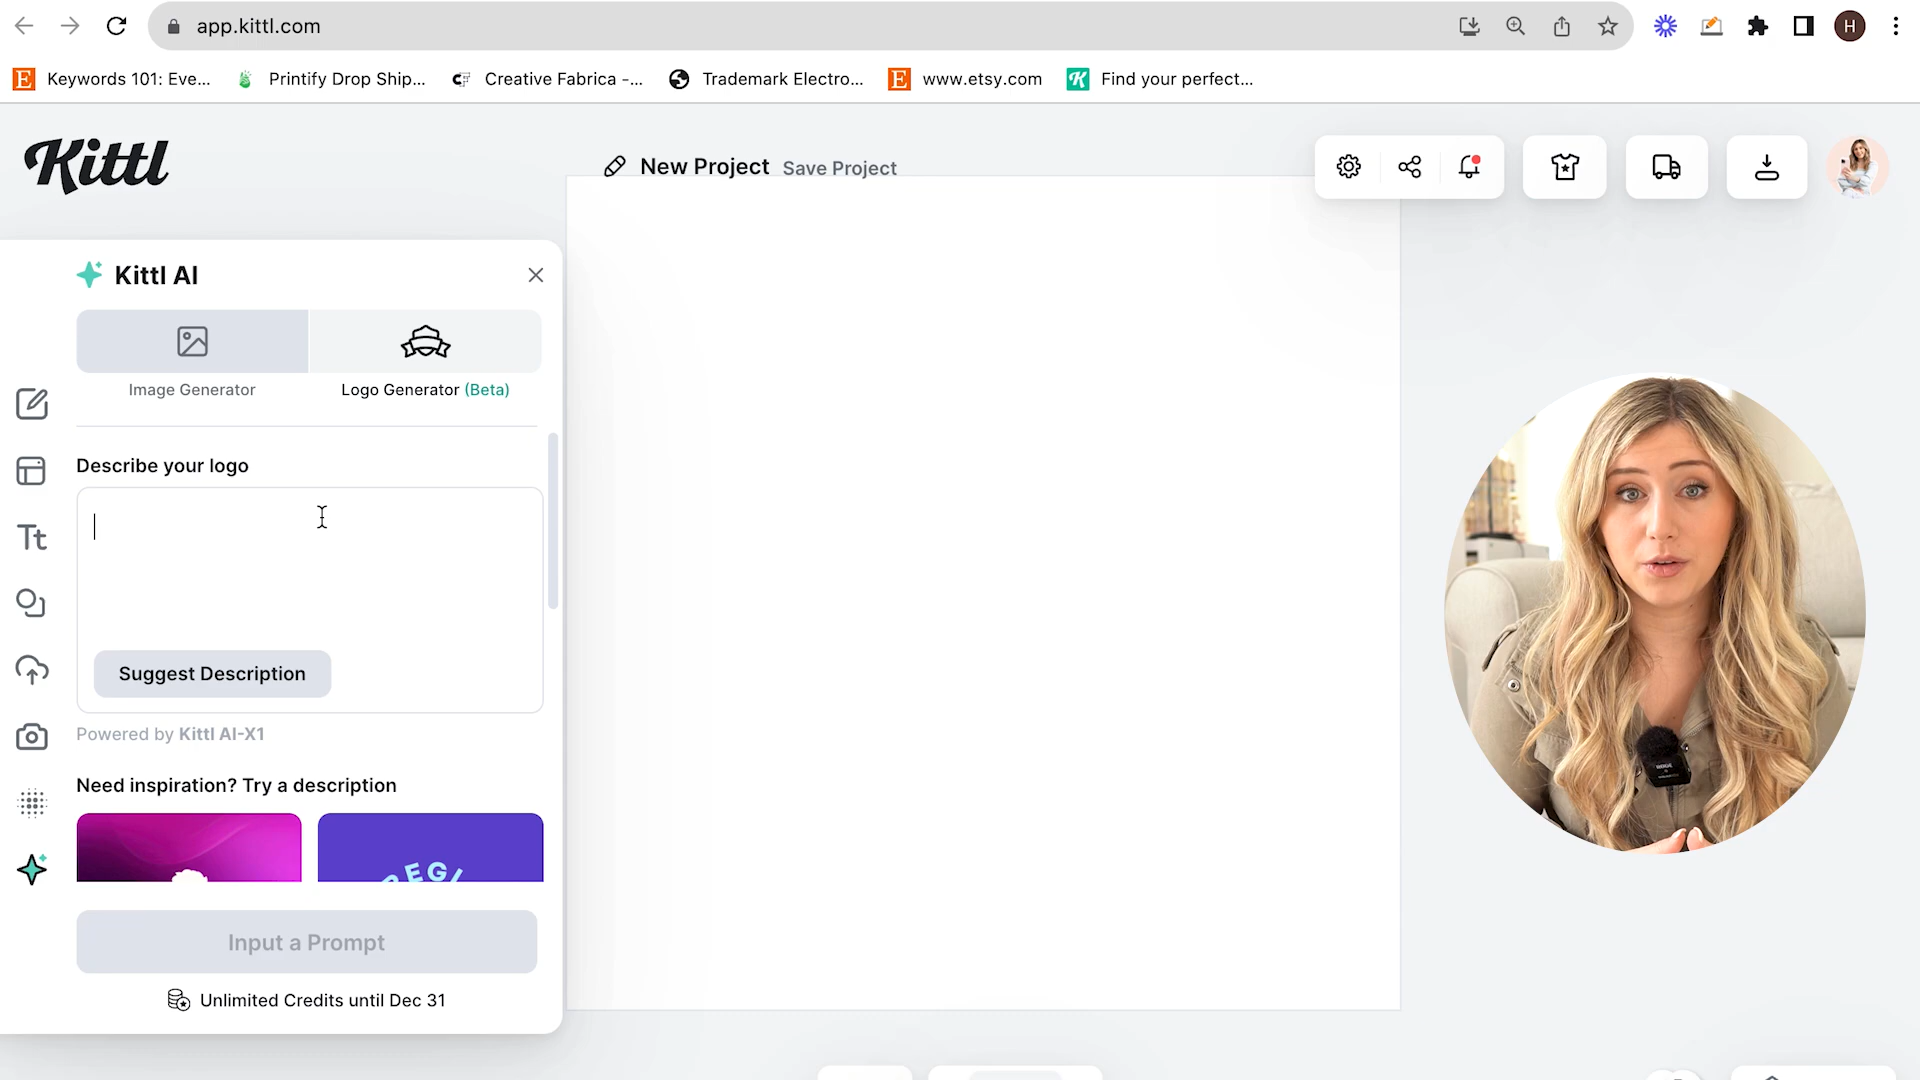 app.kittl.com
H
Keywords 101: Eve...
Printify Drop Ship...
Creative Fabrica -...
Trademark Electro...
www.etsy.com
Find your perfect...
Kittl
New Project
Save Project
Kittl AI
Image Generator
Logo Generator (Beta)
Describe your logo
Suggest Description
Powered by Kittl AI-X1
Need inspiration? Try a description
Input a Prompt
Unlimited Credits until Dec 31